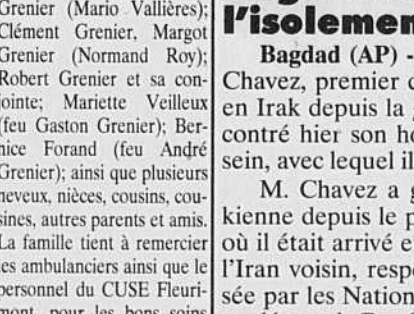 Grenier (Mario Vallières);
Clément Grenier, Margot
Grenier (Normand Roy);
Robert Grenier et sa con-
jointe; Mariette Veilleux
(feu Gaston Grenier); Ber-
nice Forand (feu André
Grenier); ainsi que plusieurs
neveux, nièces, cousins, cou-
sines, autres parents et amis.
La famille tient à remercier
les ambulanciers ainsi que le
personnel du CUSE Fleuri-
mont, pour les bons soins
l'isolemen
Bagdad (AP) -
Chavez, premier
en Irak depuis la
contré hier son ho
sein, avec lequel il
M. Chavez a
kienne depuis le p
où il était arrivé e
l'Iran voisin, respe
sée par les Nation